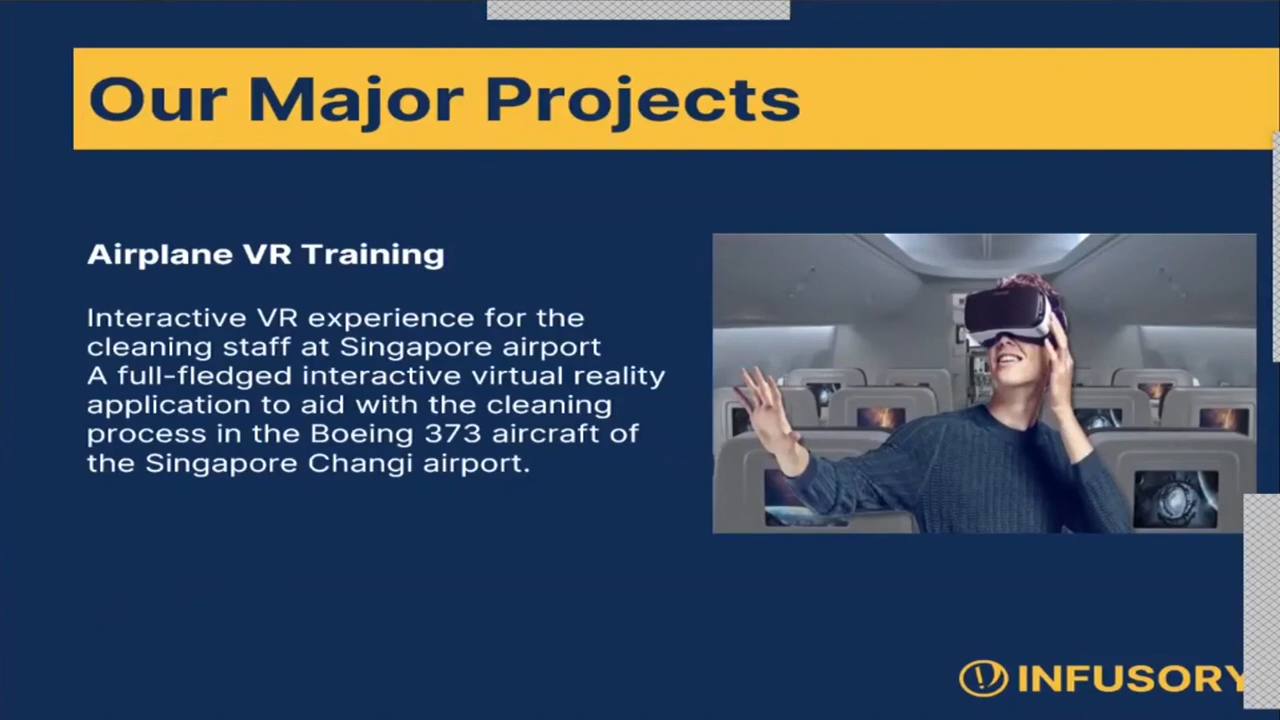 Our Major Projects
Airplane VR Training
Interactive VR experience for the
cleaning staff at Singapore airport
A full-fledged interactive virtual reality
application to aid with the cleaning
process in the Boeing 373 aircraft of
the Singapore Changi airport.
INFUSORY